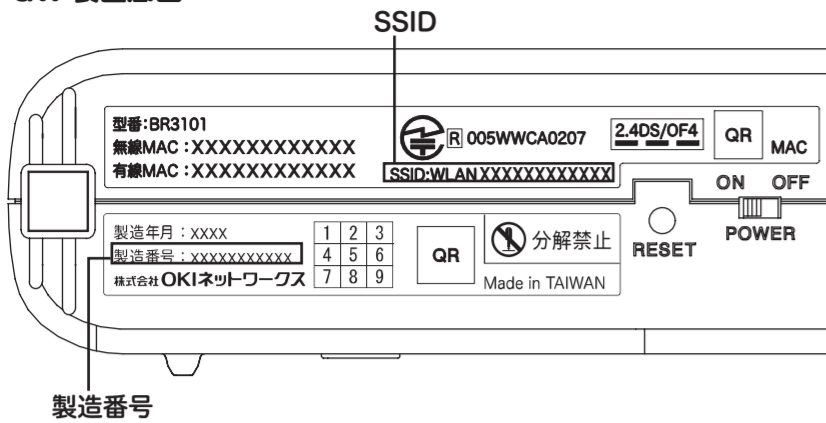 SSID
型番:BR3101
無線MAC :XXXXXXXXXXXX
有線MAC :XXXXXXXXXXXX
R 005WWCA0207
2.4DS/OF4
QR
MAC
SSID:WLAN XXXXXXXXXXXX
ON OFF
POWER
RESET
製造年月:XXXX
製造番号:XXXXXXXXXXX
株式会社 OKIネットワークス
1 2 3
4 5 6
7 8 9
QR
分解禁止
Made in TAIWAN
製造番号